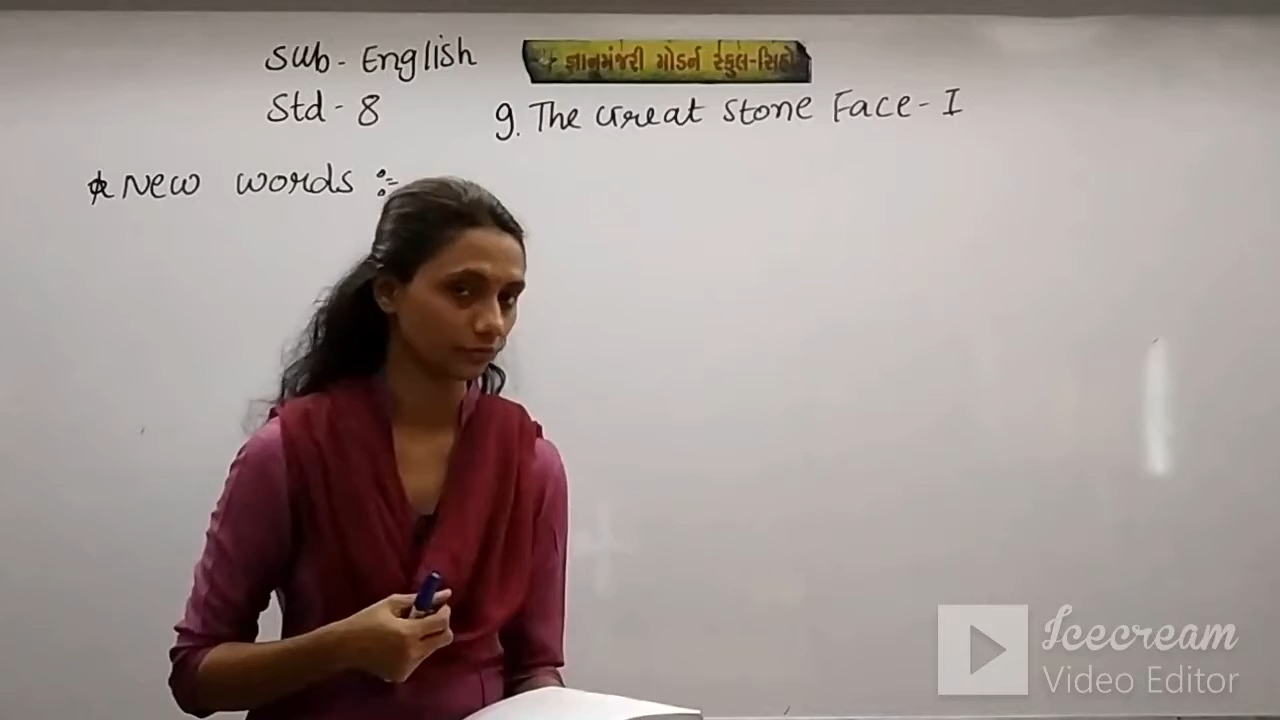 Sub - English
જ્ઞાનમંજરી મોડર્ન સ્કુલ-સિહોર
Std - 8
9. The Great Stone Face - I
* New words :-
Icecream
Video Editor